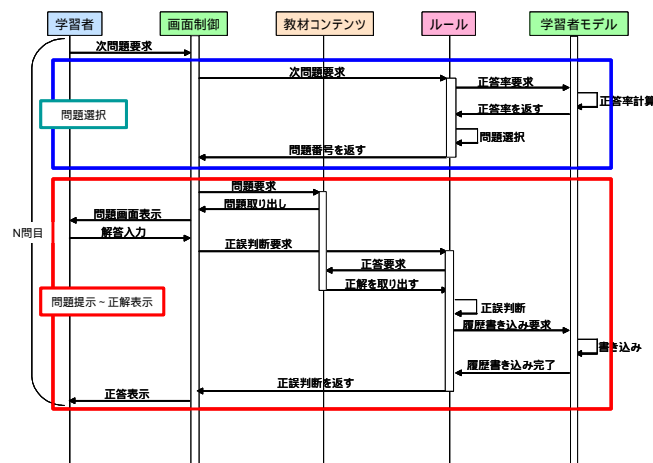 学習者
画面制御
教材コンテンツ
ルール
学習者モデル
次問題要求
次問題要求
正答率要求
正答率計算
正答率を返す
問題選択
問題選択
問題番号を返す
問題要求
問題取り出し
問題画面表示
N問目
解答入力
正誤判断要求
正答要求
正解を取り出す
問題提示~正解表示
正誤判断
履歴書き込み要求
書き込み
履歴書き込み完了
正誤判断を返す
正答表示